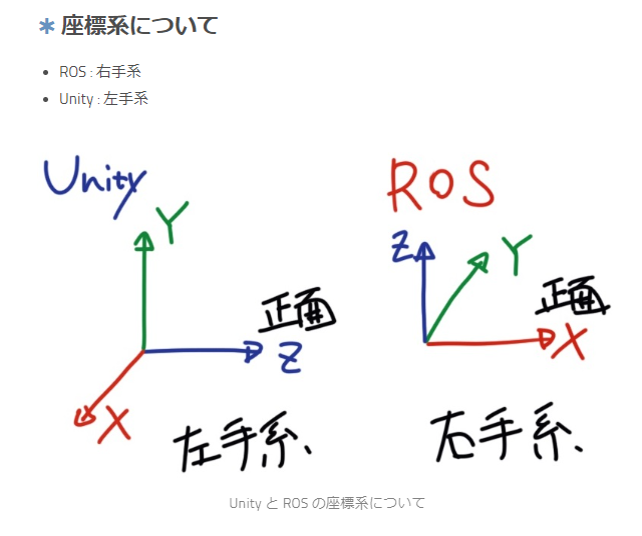 * 座標系について
• ROS : 右手系
• Unity : 左手系
Unity
Y
正面
Z
X
左手系、
ROS
Z
Y
正面
X
右手系、
Unity と ROS の座標系について